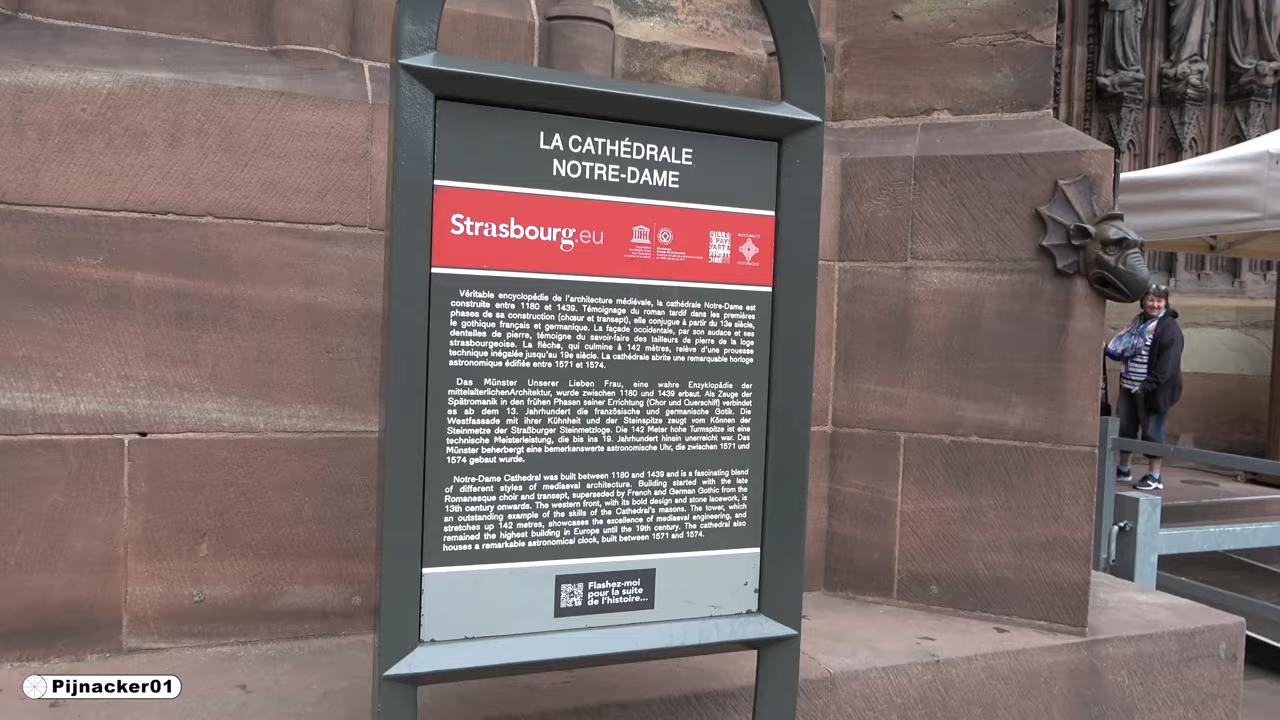 LA CATHÉDRALE
NOTRE-DAME
Strasbourg.eu
VILLES
& PAYS
D'ART &
D'HISTO
IRE
MONUMENT
HISTORIQUE
Véritable encyclopédie de l'architecture médiévale, la cathédrale Notre-Dame est
construite entre 1180 et 1439. Témoignage du roman tardif dans les premières
phases de sa construction (chœur et transept), elle conjugue à partir du 13e siècle,
le gothique français et germanique. La façade occidentale, par son audace et ses
dentelles de pierre, témoigne du savoir-faire des tailleurs de pierre de la loge
strasbourgeoise. La flèche, qui culmine à 142 mètres, relève d'une prouesse
technique inégalée jusqu'au 19e siècle. La cathédrale abrite une remarquable horloge
astronomique édifiée entre 1571 et 1574.
Das Münster Unserer Lieben Frau, eine wahre Enzyklopädie der
mittelalterlichenArchitektur, wurde zwischen 1180 und 1439 erbaut. Als Zeuge der
Spätromanik in den frühen Phasen seiner Errichtung (Chor und Querschiff) verbindet
es ab dem 13. Jahrhundert die französische und germanische Gotik. Die
Westfassade mit ihrer Kühnheit und der Steinspitze zeugt vom Können der
Steinmetze der Straßburger Steinmetzloge. Die 142 Meter hohe Turmspitze ist eine
technische Meisterleistung, die bis ins 19. Jahrhundert hinein unerreicht war. Das
Münster beherbergt eine bemerkenswerte astronomische Uhr, die zwischen 1571 und
1574 gebaut wurde.
Notre-Dame Cathedral was built between 1180 and 1439 and is a fascinating blend
of different styles of mediaeval architecture. Building started with the late
Romanesque choir and transept, superseded by French and German Gothic from the
13th century onwards. The western front, with its bold design and stone lacework, is
an outstanding example of the skills of the Cathedral's masons. The tower, which
stretches up 142 metres, showcases the excellence of mediaeval engineering, and
remained the highest building in Europe until the 19th century. The cathedral also
houses a remarkable astronomical clock, built between 1571 and 1574.
Flashez-moi
pour la suite
de l'histoire...
Pijnacker01